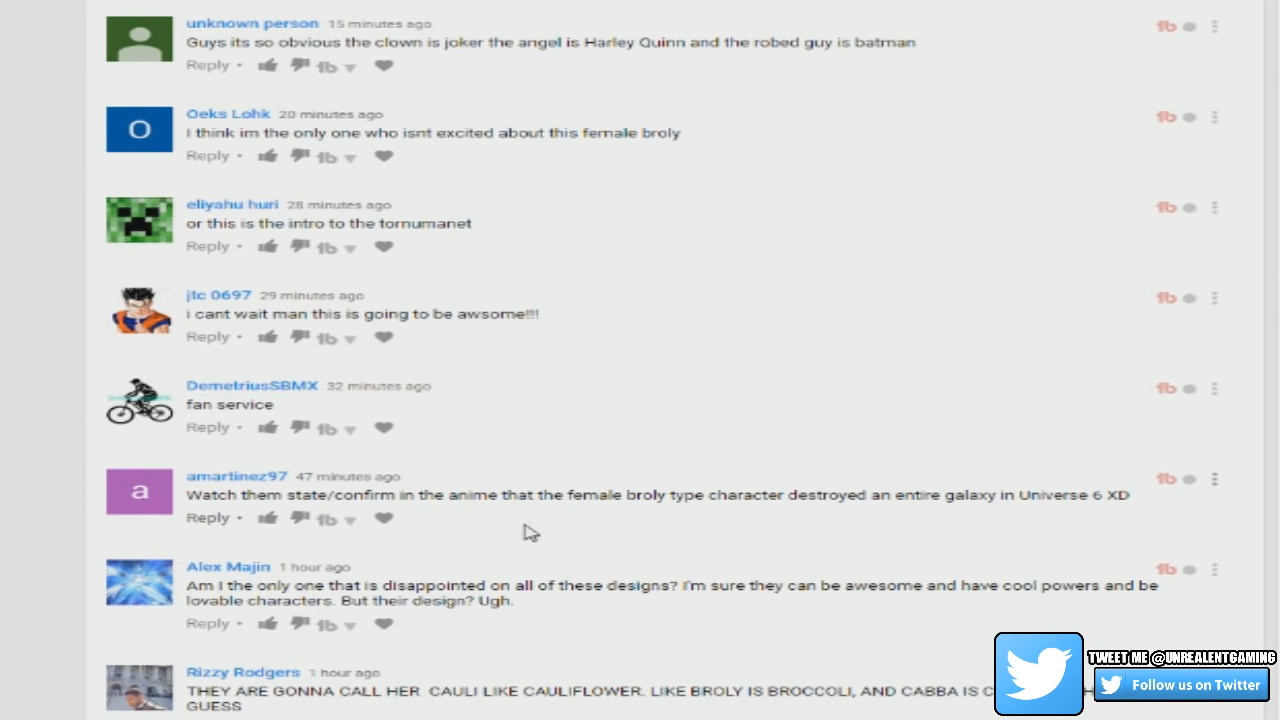 unknown person 15 minutes ago
Guys its so obvious the clown is joker the angel is Harley Quinn and the robed guy is batman
Reply •
O
Oeks Lohk 20 minutes ago
I think im the only one who isnt excited about this female broly
Reply •
eliyahu huri 28 minutes ago
or this is the intro to the tornumanet
Reply •
jtc 0697 29 minutes ago
i cant wait man this is going to be awsome!!!
Reply •
DemetriusSBMX 32 minutes ago
fan service
Reply •
a
amartinez97 47 minutes ago
Watch them state/confirm in the anime that the female broly type character destroyed an entire galaxy in Universe 6 XD
Reply •
Alex Majin 1 hour ago
Am I the only one that is disappointed on all of these designs? I'm sure they can be awesome and have cool powers and be
lovable characters. But their design? Ugh.
Reply •
Rizzy Rodgers 1 hour ago
THEY ARE GONNA CALL HER CAULI LIKE CAULIFLOWER. LIKE BROLY IS BROCCOLI, AND CABBA IS
GUESS
TWEET ME @UNREALENTGAMING
Follow us on Twitter